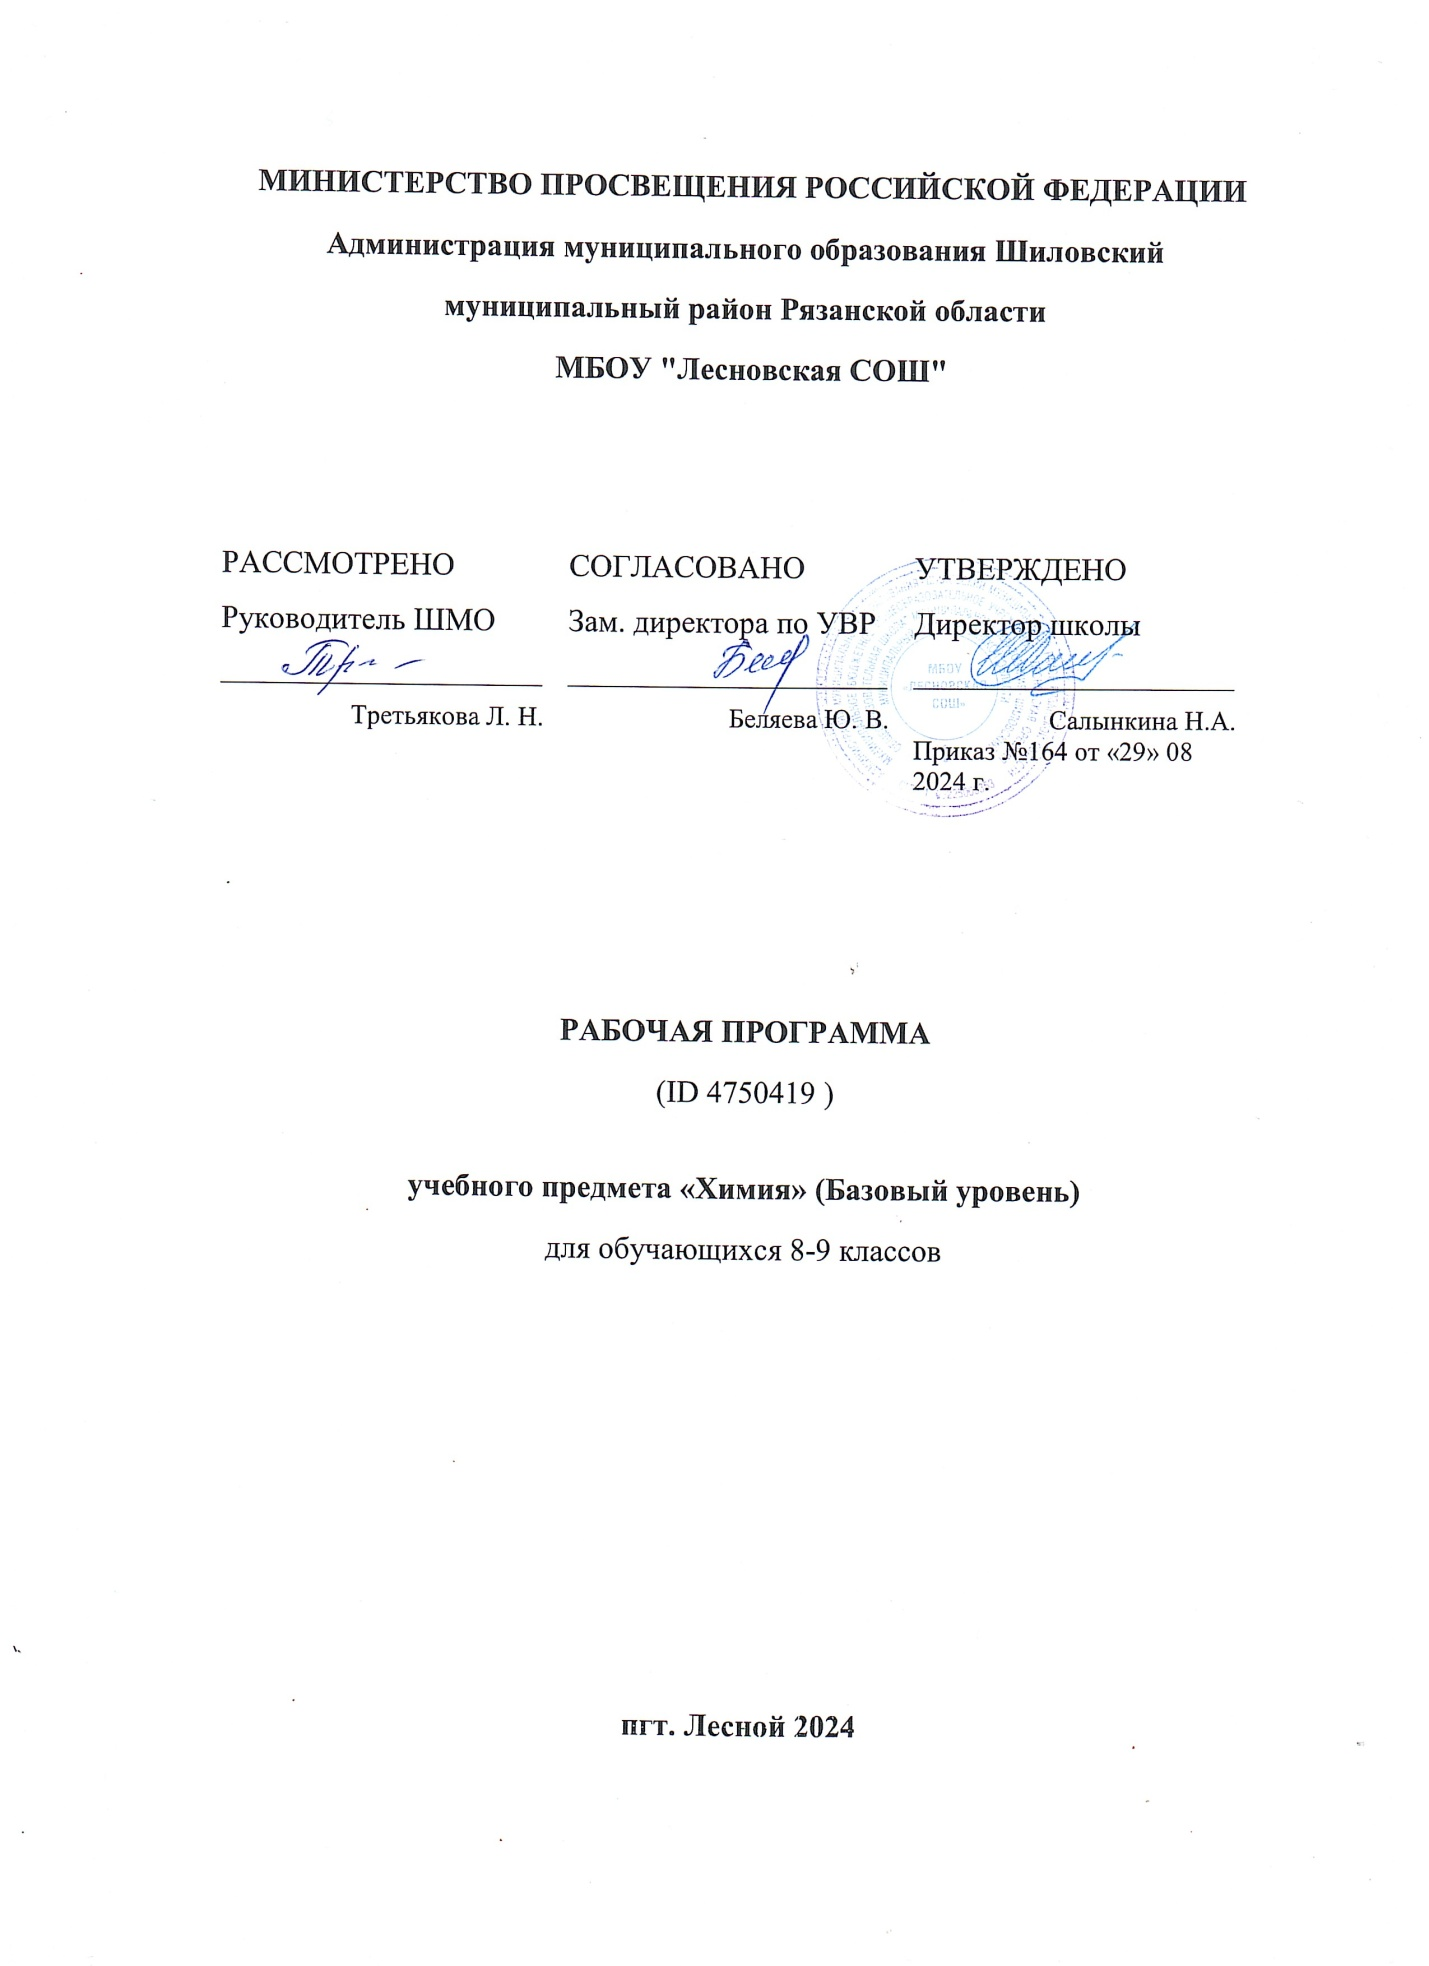 МИНИСТЕРСТВО ПРОСВЕЩЕНИЯ РОССИЙСКОЙ ФЕДЕРАЦИИ
Администрация муниципального образования Шиловский
муниципальный район Рязанской области
МБОУ "Лесновская СОШ"
РАССМОТРЕНО
Руководитель ШМО
Третьякова Л. Н.
СОГЛАСОВАНО
Зам. директора по УВР
Беляева Ю. В.
УТВЕРЖДЕНО
Директор школы
МБОУ
СОШ»
Салынкина Н.А.
Приказ №164 от «29» 08
2024 г.
РАБОЧАЯ ПРОГРАММА
(ID 4750419 )
учебного предмета «Химия» (Базовый уровень)
для обучающихся 8-9 классов
пгт. Лесной 2024